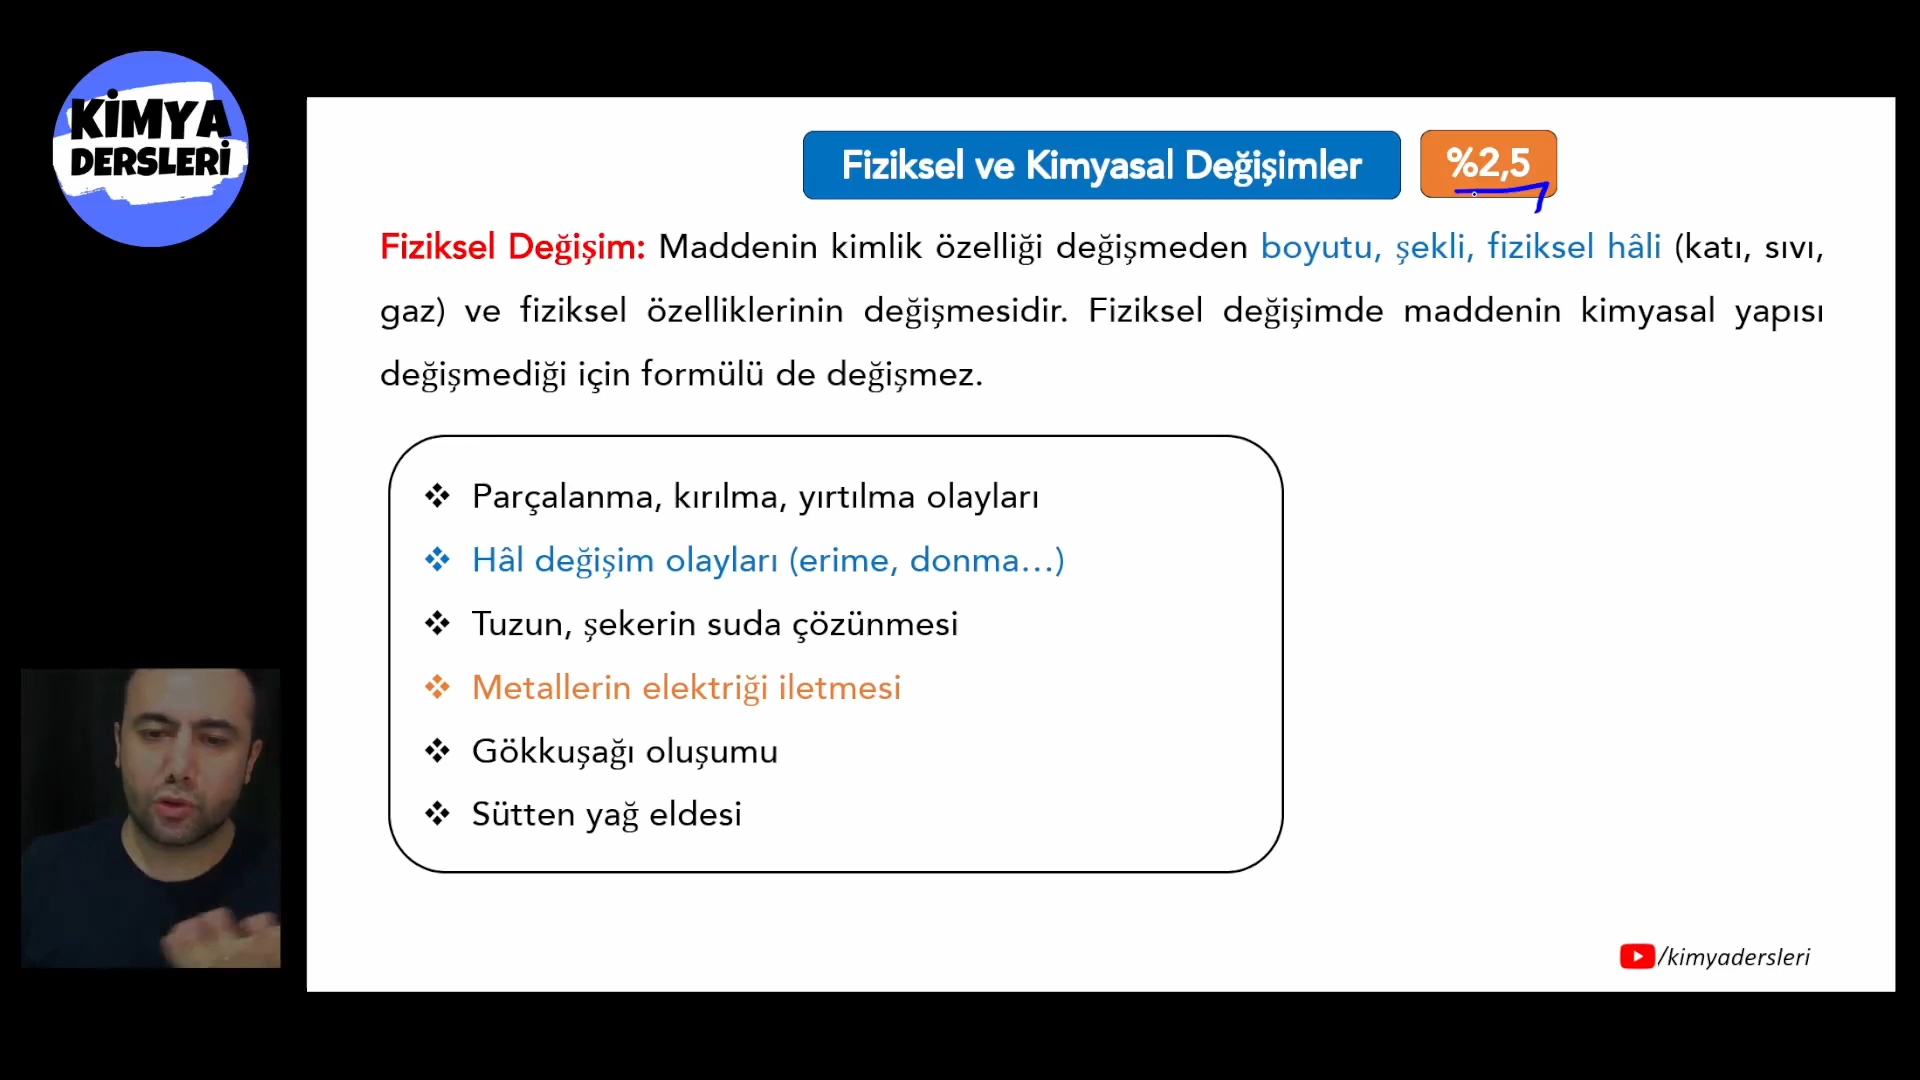 KİMYA
DERSLERİ
Fiziksel ve Kimyasal Değişimler
%2,5
Fiziksel Değişim: Maddenin kimlik özelliği değişmeden boyutu, şekli, fiziksel hâli (katı, sıvı,
gaz) ve fiziksel özelliklerinin değişmesidir. Fiziksel değişimde maddenin kimyasal yapısı
değişmediği için formülü de değişmez.
❖ Parçalanma, kırılma, yırtılma olayları
❖ Hâl değişim olayları (erime, donma...)
❖ Tuzun, şekerin suda çözünmesi
❖ Metallerin elektriği iletmesi
❖ Gökkuşağı oluşumu
❖ Sütten yağ eldesi
/kimyadersleri